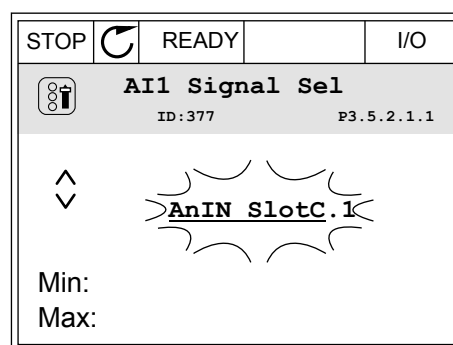 STOP READY I/O
AI1 Signal Sel
ID:377 P3.5.2.1.1
AnIN SlotC.1
Min:
Max: